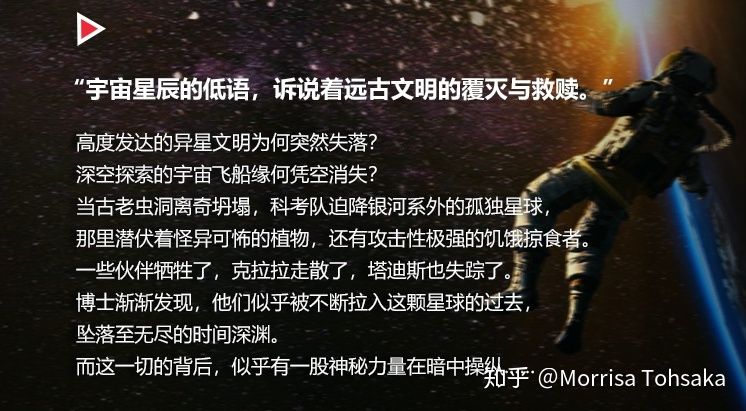 “宇宙星辰的低语，诉说着远古文明的覆灭与救赎。”
高度发达的异星文明为何突然失落？
深空探索的宇宙飞船缘何凭空消失？
当古老虫洞离奇坍塌，科考队迫降银河系外的孤独星球，
那里潜伏着怪异可怖的植物，还有攻击性极强的饥饿掠食者。
一些伙伴牺牲了，克拉拉走散了，塔迪斯也失踪了。
博士渐渐发现，他们似乎被不断拉入这颗星球的过去，
坠落至无尽的时间深渊。
而这一切的背后，似乎有一股神秘力量在暗中操纵……
知乎 @Morrisa Tohsaka